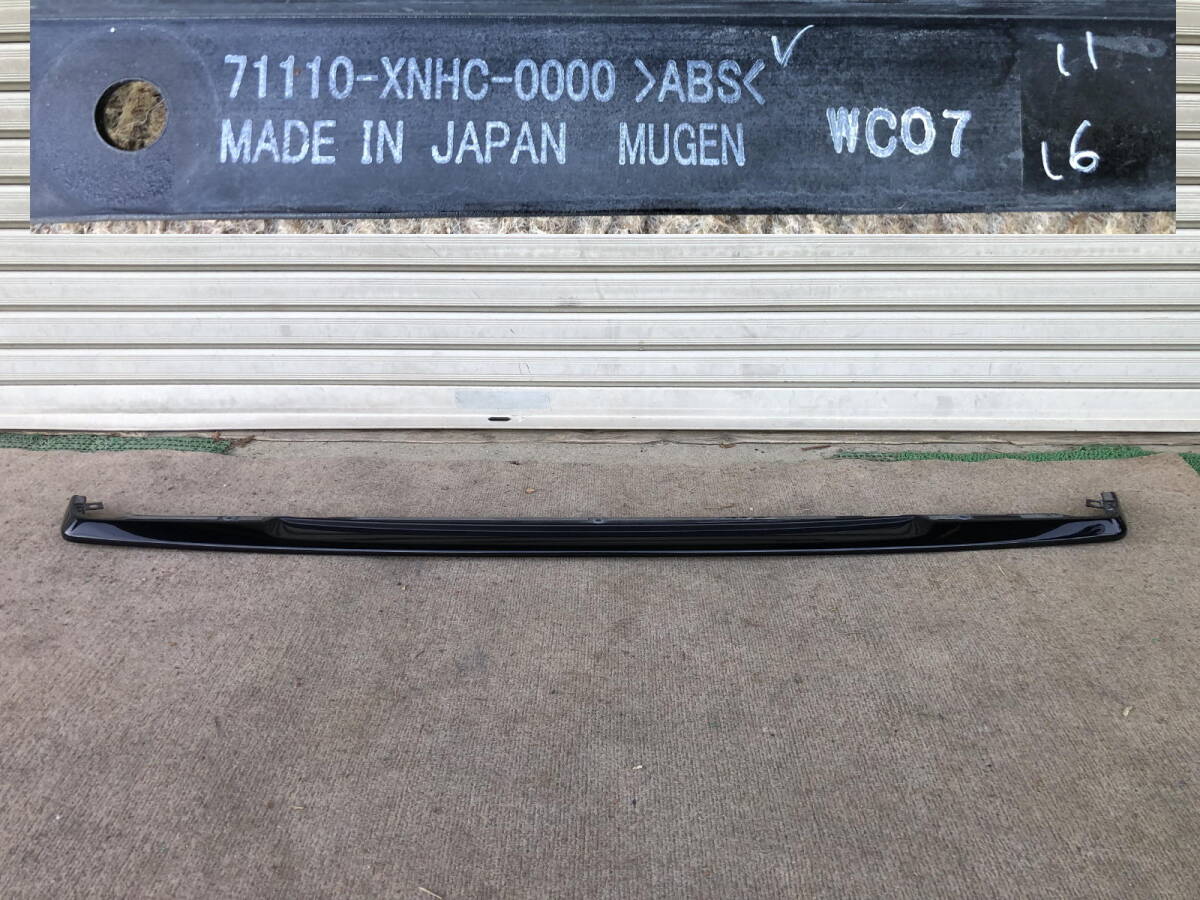 71110-XNHC-0000 >ABS< ✓
MADE IN JAPAN MUGEN WC07
11
16